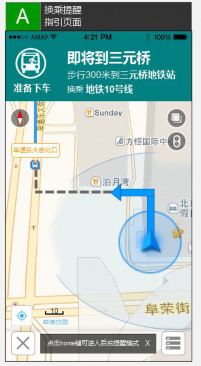 A
换乘提醒
指引页面
AMAP
4:21 PM
100%
即将到三元桥
步行300米到三元桥地铁站
准备下车
换乘 地铁10号线
Sunday
方恒国际中
泊月湾
阜荣街
点击home键可进入后台提醒模式 X